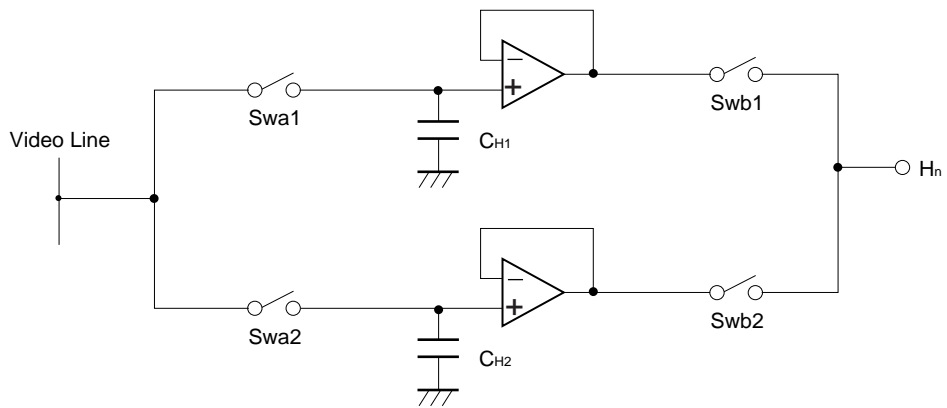 Swa1
Swb1
CH1
Video Line
Hn
Swa2
Swb2
CH2